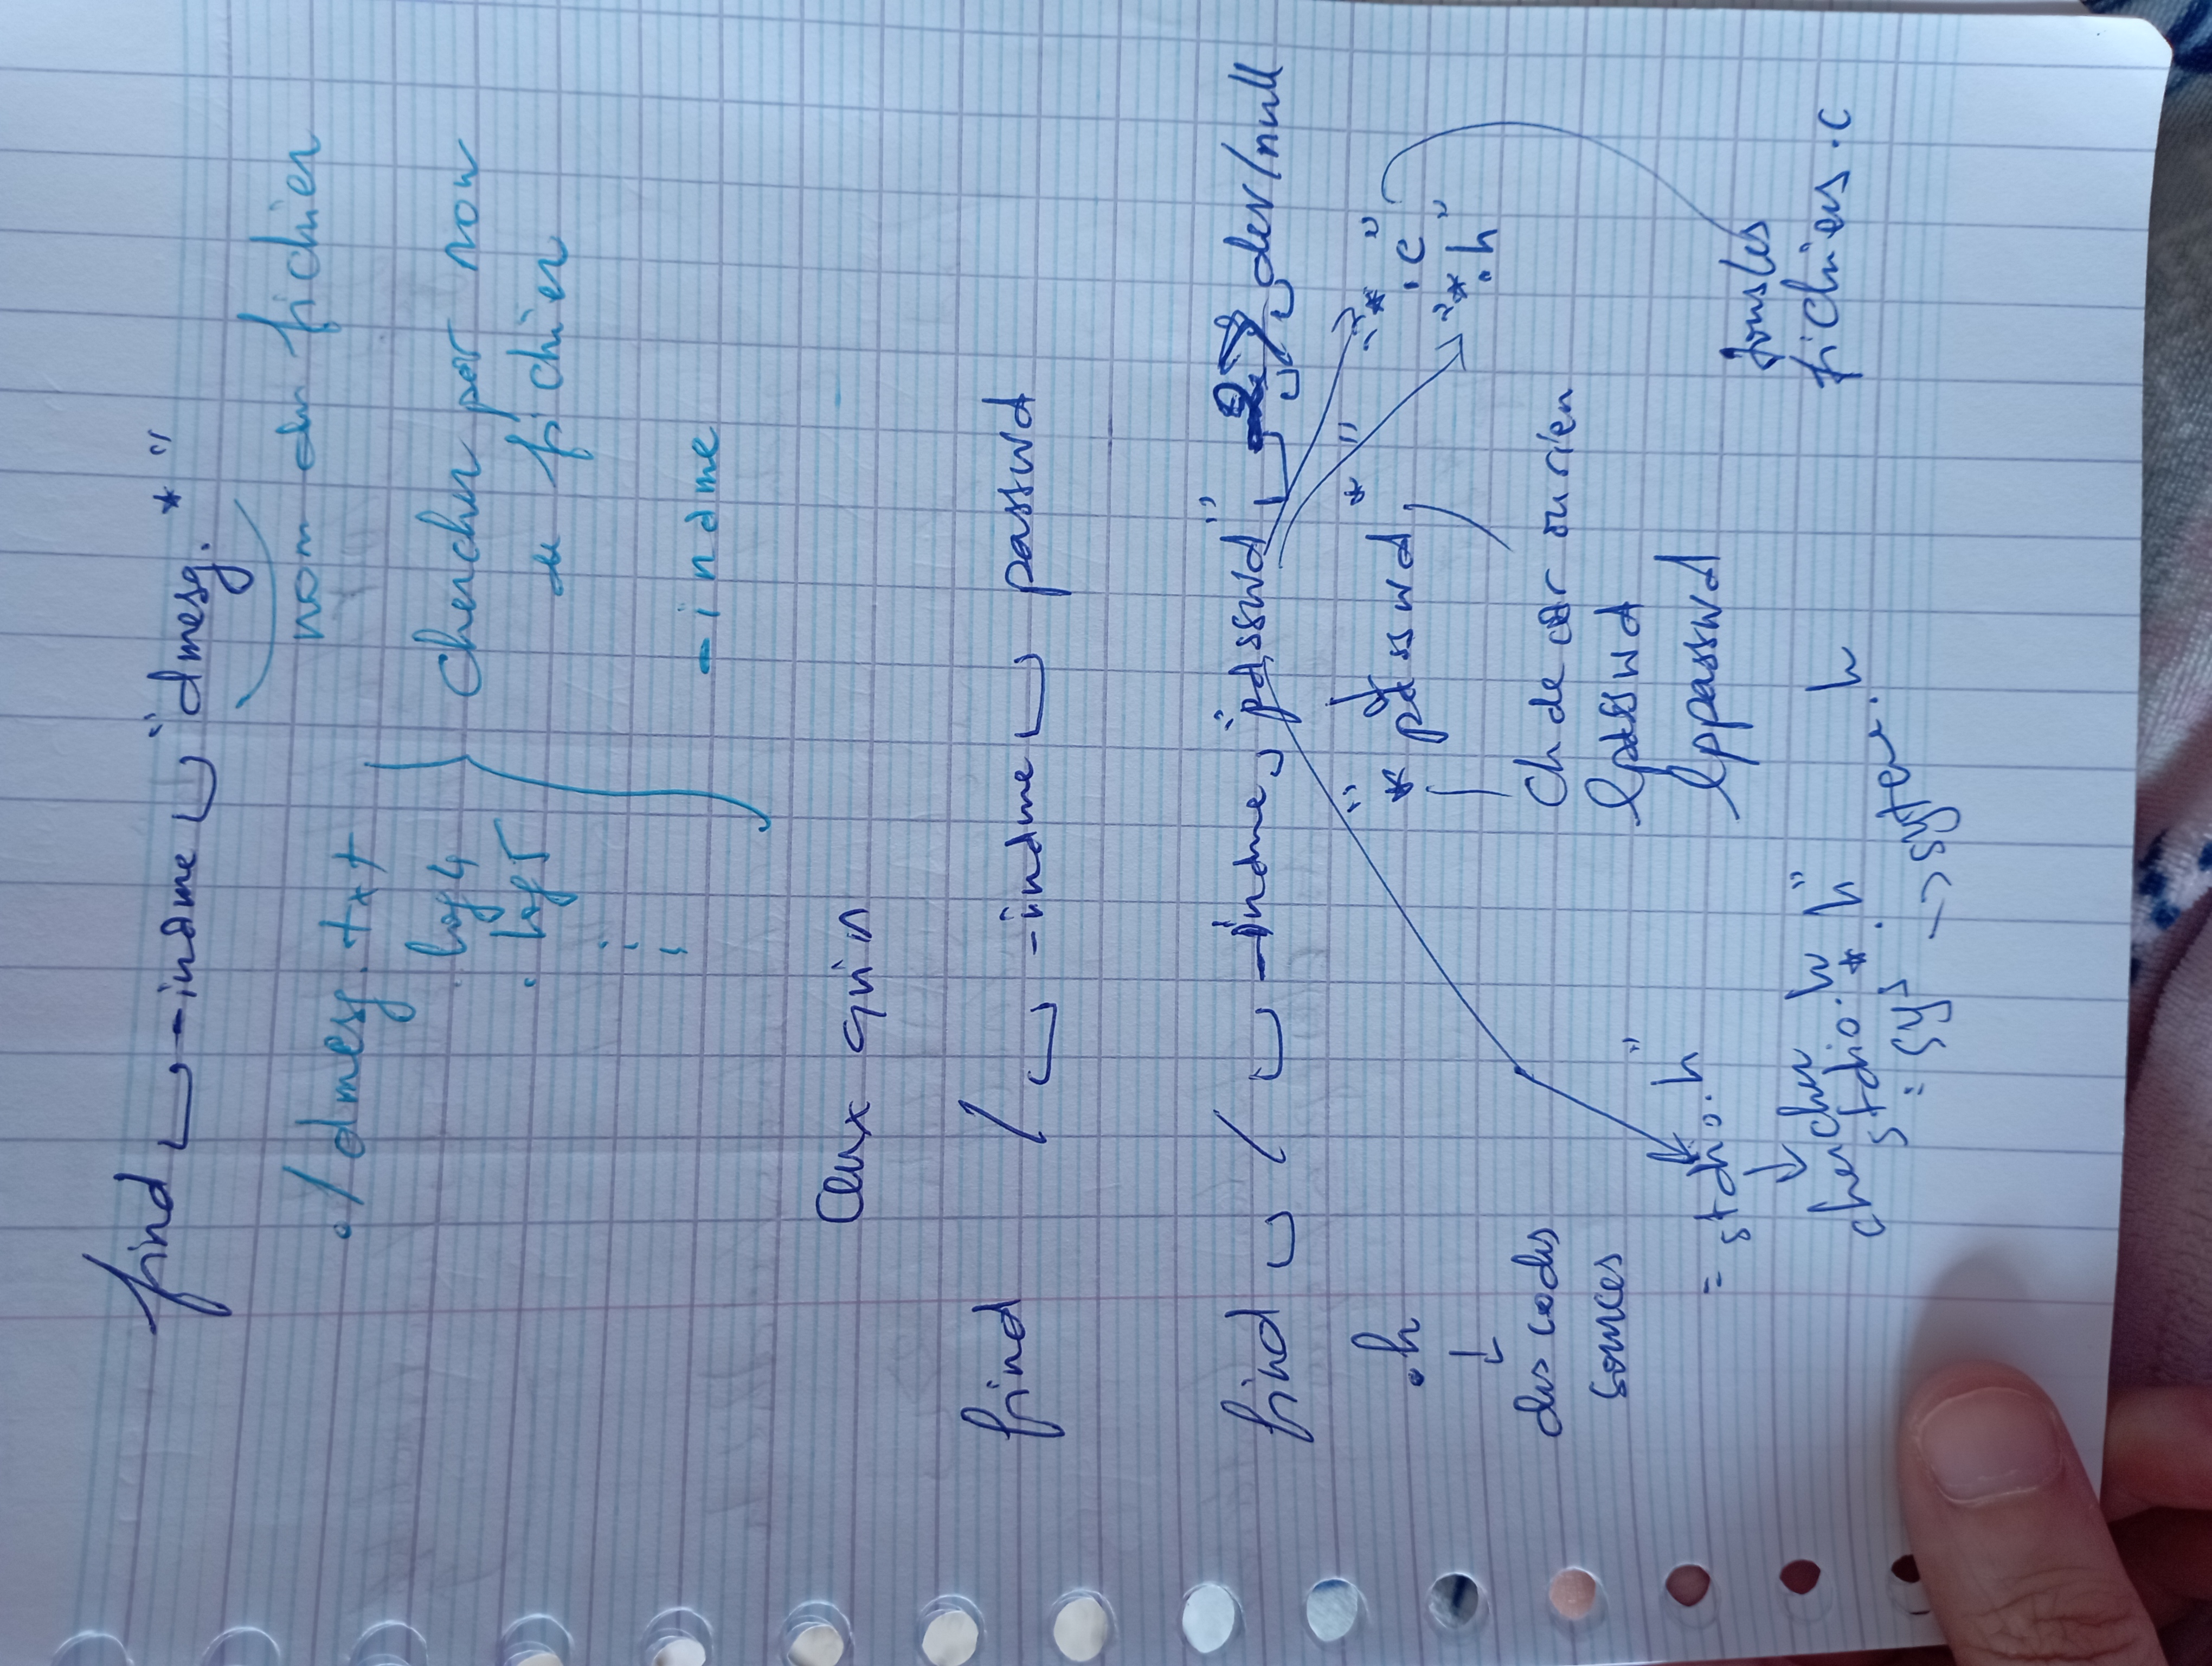 find ␣ -iname ␣ "dmesg.*"
nom du fichier
./dmesg.txt
.log4
.log5
:
:
chercher par nom
de fichier
-iname
Ceux qui n
find / ␣ -iname ␣ passwd
find ␣ / ␣ -iname ␣ "passwd" ␣ 2 ␣ > ␣ dev/null
.h
↓
des codes
sources
"*passwd*"
Ch de car ou rien
lpasswd
lppasswd
"*.c"
"*.h"
tous les
fichiers .c
"stdio.h"
↓
chercher
stdio.h
"sys*.h"
-> systeme.h